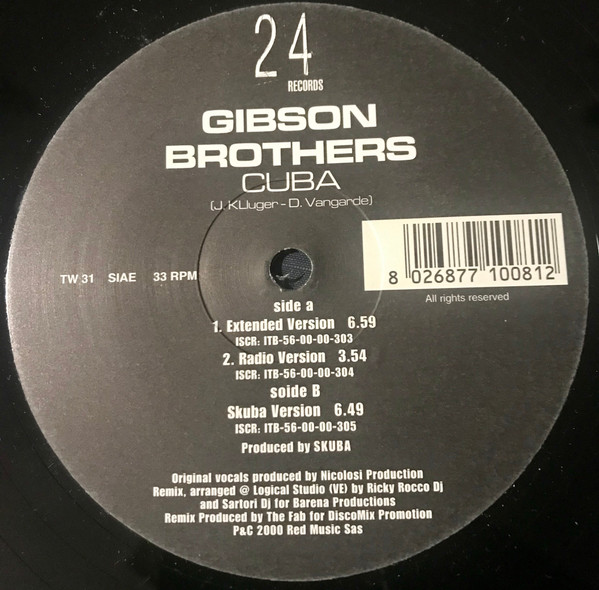 24
RECORDS
GIBSON
BROTHERS
CUBA
(J. KLluger - D. Vangarde)
TW 31 SIAE 33 RPM
8 026877 100812
All rights reserved
side a
1. Extended Version 6.59
ISCR: ITB-56-00-00-303
2. Radio Version 3.54
ISCR: ITB-56-00-00-304
soide B
Skuba Version 6.49
ISCR: ITB-56-00-00-305
Produced by SKUBA
Original vocals produced by Nicolosi Production
Remix, arranged @ Logical Studio (VE) by Ricky Rocco Dj
and Sartori Dj for Barena Productions
Remix Produced by The Fab for DiscoMix Promotion
P&C 2000 Red Music Sas